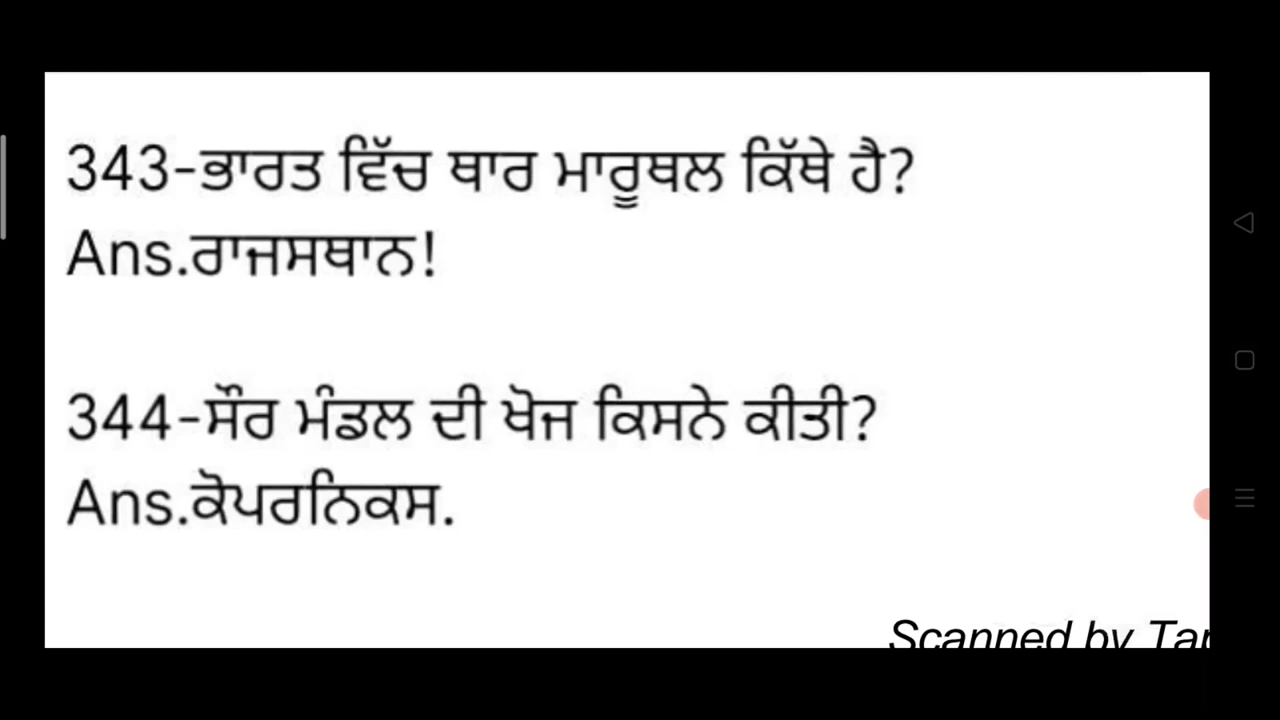 343-ਭਾਰਤ ਵਿੱਚ ਥਾਰ ਮਾਰੂਥਲ ਕਿੱਥੇ ਹੈ?
Ans.ਰਾਜਸਥਾਨ!
344-ਸੌਰ ਮੰਡਲ ਦੀ ਖੋਜ ਕਿਸਨੇ ਕੀਤੀ?
Ans.ਕੋਪਰਨਿਕਸ.
Scanned by